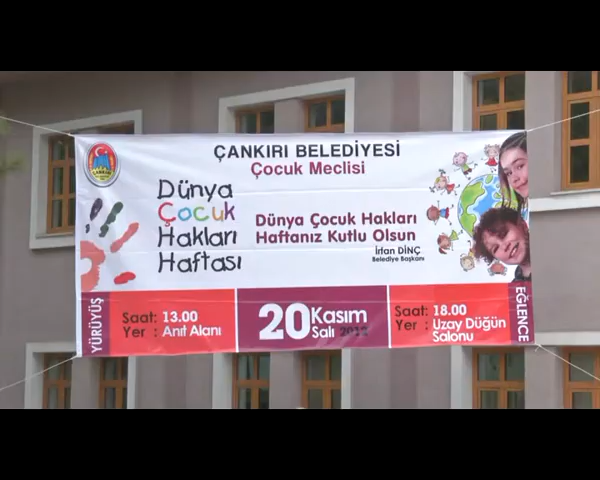 ÇANKIRI BELEDİYESİ
Çocuk Meclisi
Dünya
Çocuk
Hakları
Haftası
Dünya Çocuk Hakları
Haftanız Kutlu Olsun
İrfan DİNÇ
Belediye Başkanı
YÜRÜYÜŞ
Saat: 13.00
Yer : Anıt Alanı
20 Kasım
Salı 2012
Saat: 18.00
Yer : Uzay Düğün
Salonu
EĞLENCE